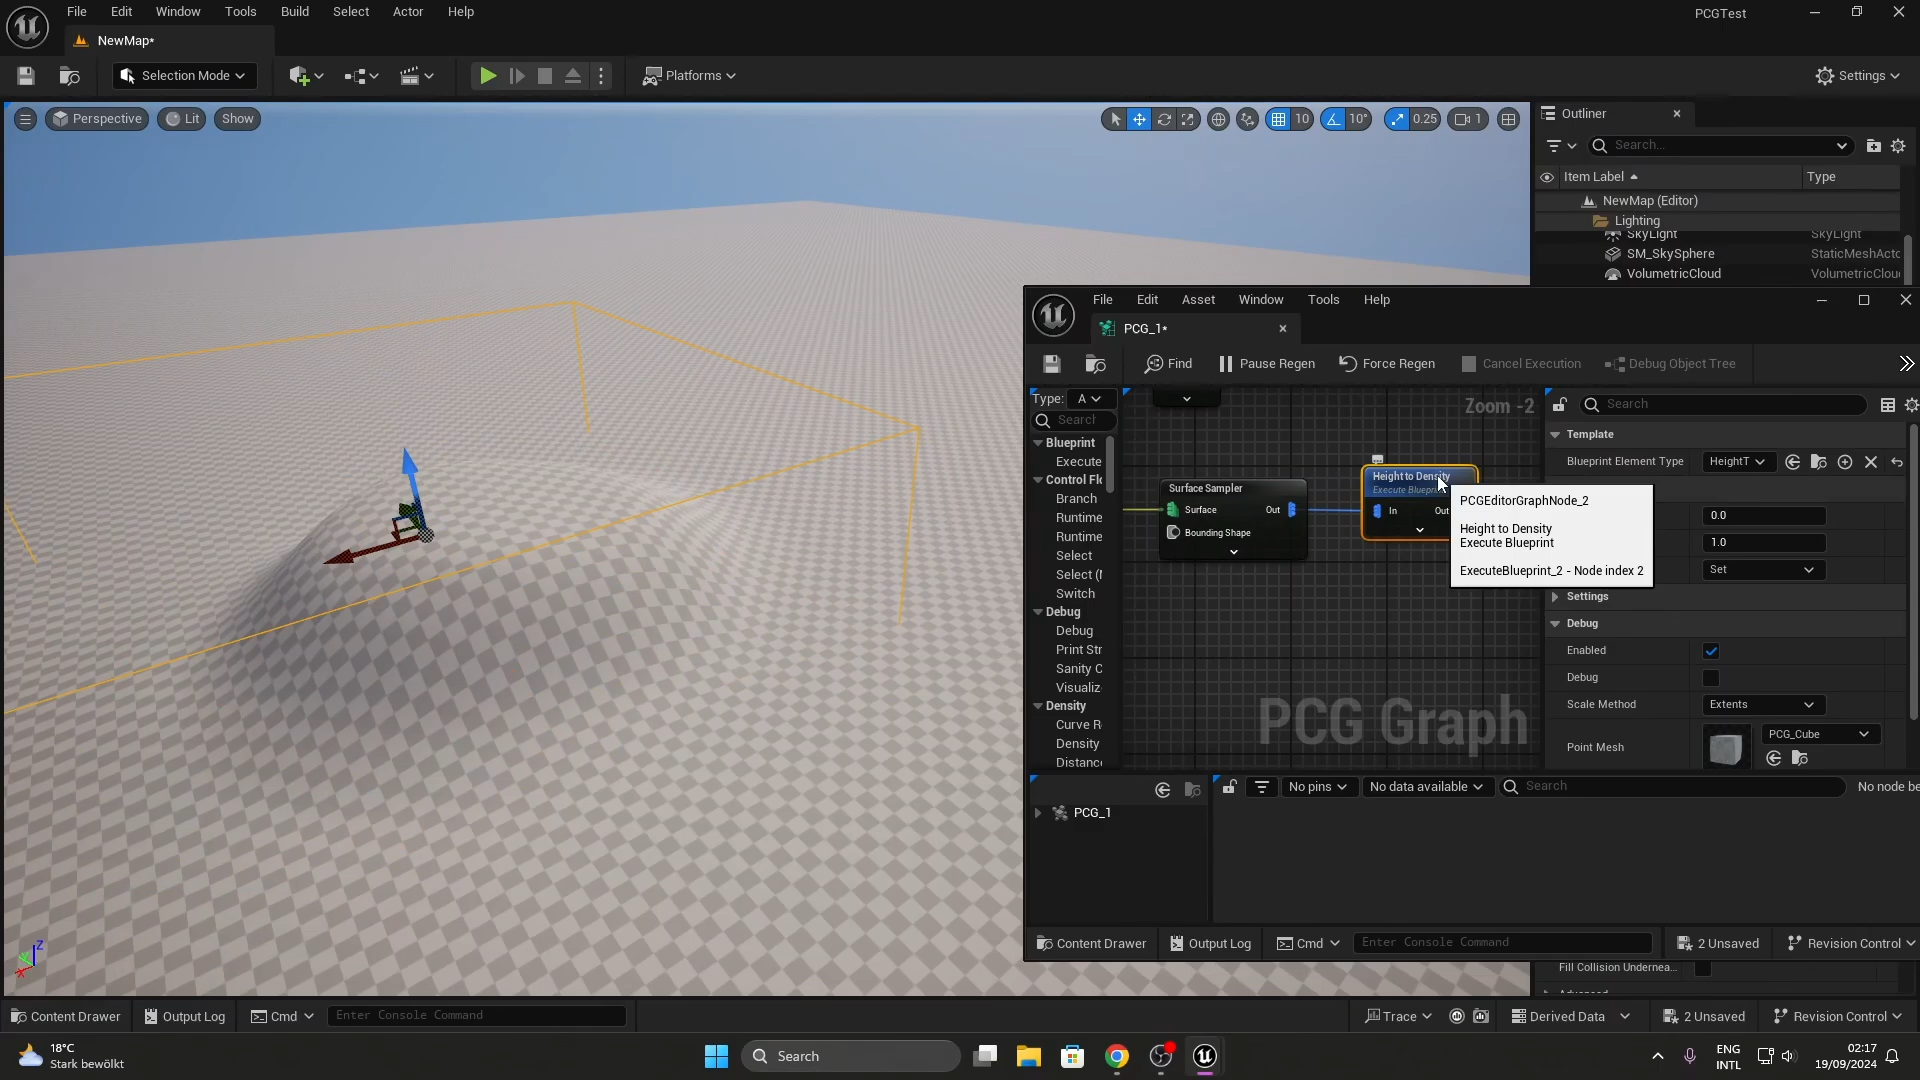 File Edit Window Tools Build Select Actor Help
PCGTest
NewMap*
Selection Mode
Platforms
Settings
Perspective
Lit
Show
10
10°
0.25
1
Outliner
Search...
Item Label
Type
NewMap (Editor)
Lighting
SkyLight SkyLight
SM_SkySphere StaticMeshActo
VolumetricCloud VolumetricClou
File Edit Asset Window Tools Help
PCG_1*
Find
Pause Regen
Force Regen
Cancel Execution
Debug Object Tree
Type: A
Search
Blueprint
Execute
Control Flo
Branch
Runtime
Runtime
Select
Select (
Switch
Debug
Debug
Print Str
Sanity C
Visualiz
Density
Curve R
Density
Distanc
Zoom -2
Surface Sampler
Surface Out
Bounding Shape
Height to Density
Execute Bluepri
In Out
PCG Graph
PCGEditorGraphNode_2
Height to Density
Execute Blueprint
ExecuteBlueprint_2 - Node index 2
Search
Template
Blueprint Element Type HeightT
0.0
1.0
Set
Settings
Debug
Enabled
Debug
Scale Method Extents
Point Mesh PCG_Cube
PCG_1
No pins
No data available
Search
No node be
Content Drawer
Output Log
Cmd
Enter Console Command
2 Unsaved
Revision Control
Fill Collision Undernea...
Content Drawer
Output Log
Cmd
Enter Console Command
Trace
Derived Data
2 Unsaved
Revision Control
18°C
Stark bewölkt
Search
ENG
INTL
02:17
19/09/2024